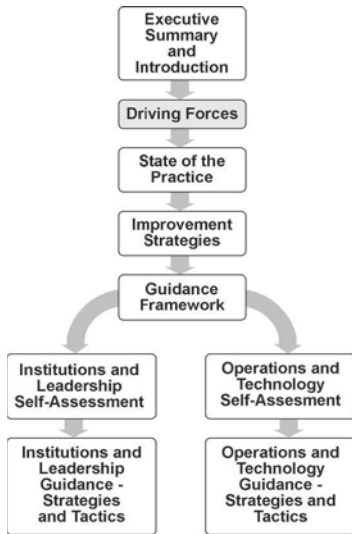 Executive
Summary
and
Introduction
Driving Forces
State of the
Practice
Improvement
Strategies
Guidance
Framework
Institutions and
Leadership
Self-Assessment
Operations and
Technology
Self-Assesment
Institutions and
Leadership
Guidance -
Strategies
and Tactics
Operations and
Technology
Guidance -
Strategies and
Tactics